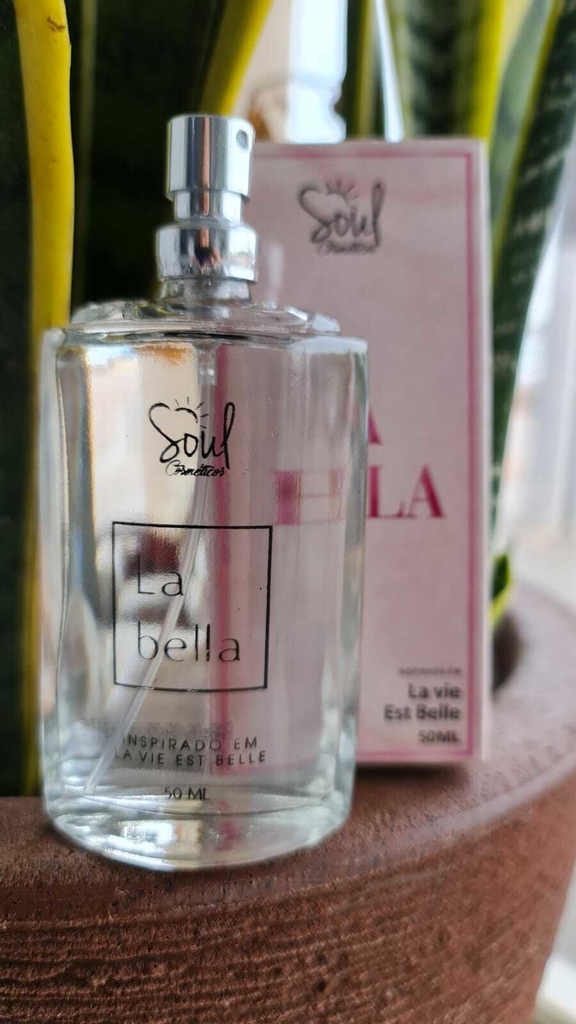 Soul
Cosméticos
La
bella
INSPIRADO EM
LA VIE EST BELLE
50 ML
Soul
Cosméticos
LA
La vie
Est Belle
50ML